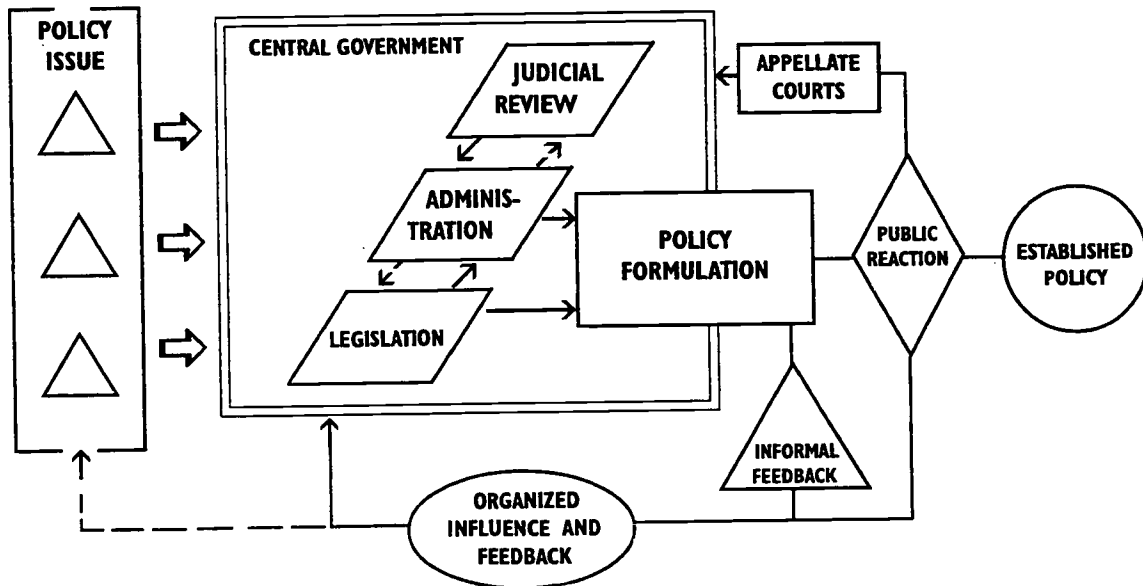 POLICY
ISSUE
CENTRAL GOVERNMENT
JUDICIAL
REVIEW
ADMINIS-
TRATION
LEGISLATION
POLICY
FORMULATION
APPELLATE
COURTS
PUBLIC
REACTION
ESTABLISHED
POLICY
INFORMAL
FEEDBACK
ORGANIZED
INFLUENCE AND
FEEDBACK